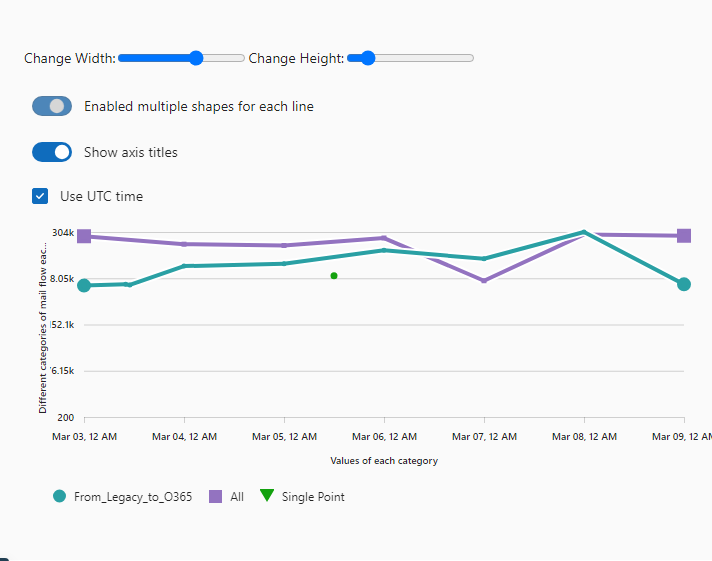 Change Width: Change Height:
Enabled multiple shapes for each line
Show axis titles
Use UTC time
304k
8.05k
52.1k
6.15k
200
Different categories of mail flow eac...
Mar 03, 12 AM Mar 04, 12 AM Mar 05, 12 AM Mar 06, 12 AM Mar 07, 12 AM Mar 08, 12 AM Mar 09, 12 AM
Values of each category
From_Legacy_to_O365 All Single Point